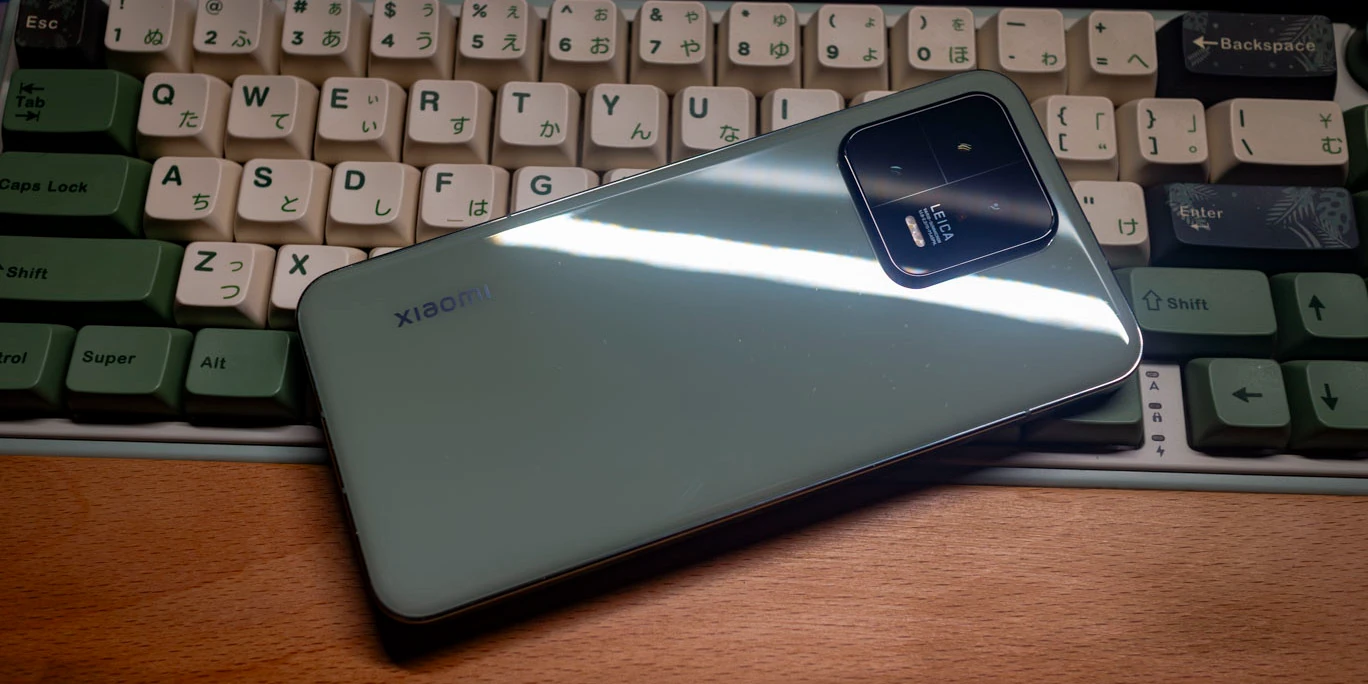 Esc ! 1 ぬ @ あ 2 ふ # ぁ 3 あ $ ぅ 4 う % ぇ 5 え ^ ぉ 6 お & ゃ 7 や * ゅ 8 ゆ ( ょ 9 よ ) を 0 ほ — - わ + = へ ←Backspace
Tab Q た W て E ぃ い R す T か Y ん U な I { 「 [ “ } 」 ] 。 | ¥ \ む
Caps Lock A ち S と D し F _ は G " け Enter
Shift Z っ つ X Shift ↑
Super Alt ← ↓
A
xiaomi
LEICA